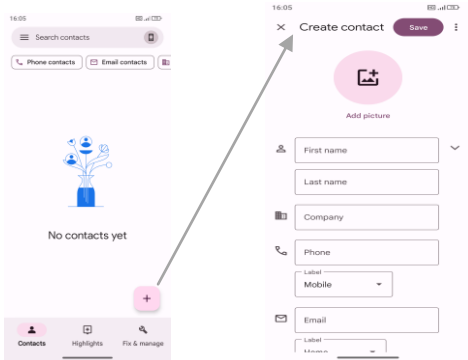 16:05
Search contacts
Phone contacts
Email contacts
No contacts yet
+
Contacts
Highlights
Fix & manage
16:05
Create contact
Save
Add picture
First name
Last name
Company
Phone
Label
Mobile
Email
Label
Home